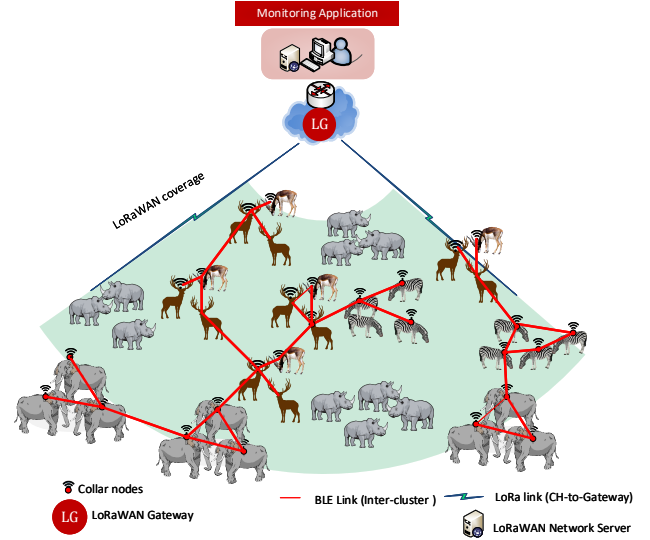 Monitoring Application
LG
LoRaWAN coverage
Collar nodes
BLE Link (Inter-cluster )
LoRa link (CH-to-Gateway)
LG
LoRaWAN Gateway
LoRaWAN Network Server